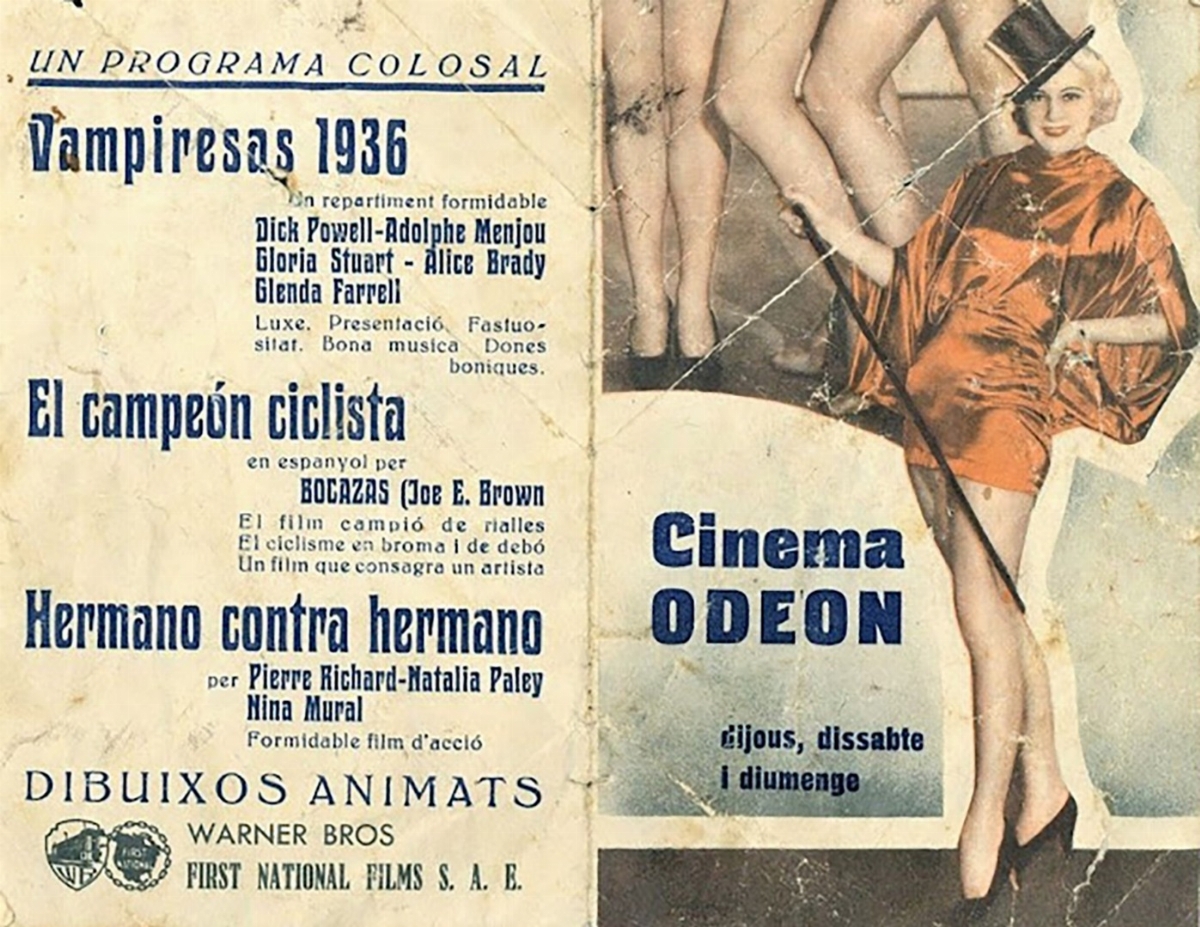 UN PROGRAMA COLOSAL
Vampiresas 1936
Un repartiment formidable
Dick Powell-Adolphe Menjou
Gloria Stuart - Alice Brady
Glenda Farrell
Luxe. Presentació. Fastuo-
sitat. Bona musica Dones
boniques.
El campeón ciclista
en espanyol per
BOCAZAS (Joe E. Brown
El film campió de rialles
El ciclisme en broma i de debó
Un film que consagra un artista
Hermano contra hermano
per Pierre Richard-Natalia Paley
Nina Mural
Formidable film d'acció
DIBUIXOS ANIMATS
WARNER BROS
FIRST NATIONAL FILMS S. A. E.
FIRST NATIONAL
Cinema
ODEON
dijous, dissabte
i diumenge